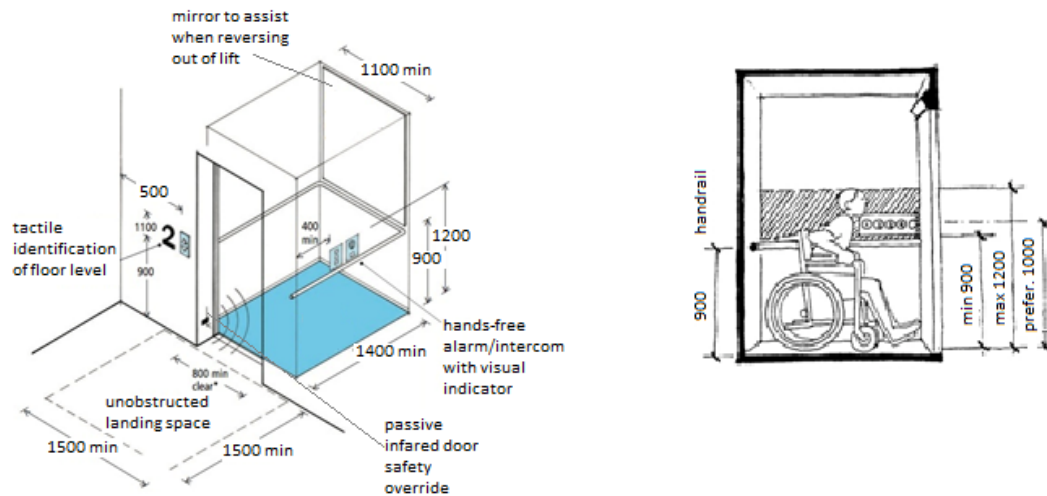 mirror to assist
when reversing
out of lift
1100 min
500
1100
900
2
tactile
identification
of floor level
400
min
1200
900
1400 min
hands-free
alarm/intercom
with visual
indicator
800 min
clear*
unobstructed
landing space
1500 min
1500 min
passive
infared door
safety
override
handrail
900
min 900
max 1200
prefer. 1000